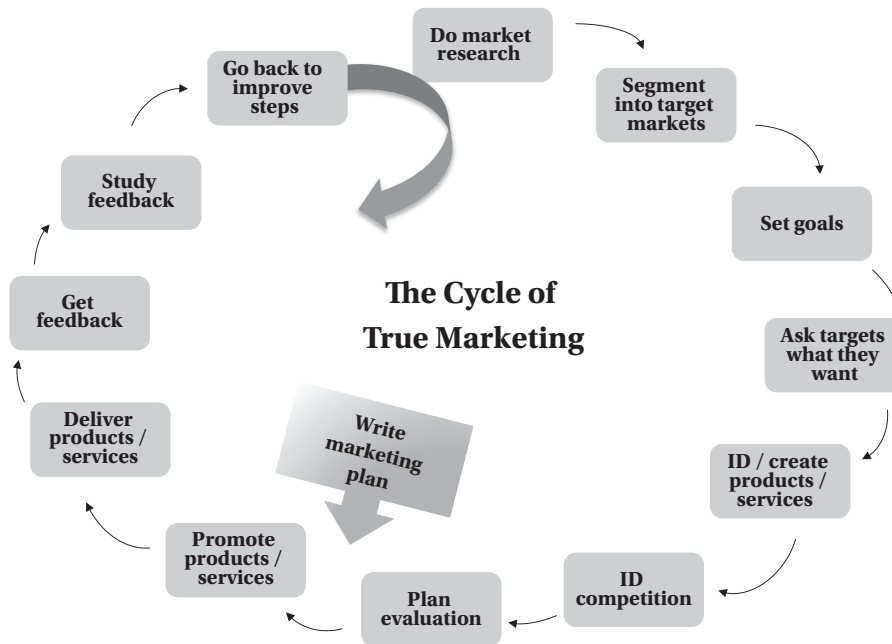 Do market
research
Segment
into target
markets
Set goals
Ask targets
what they
want
ID / create
products /
services
ID
competition
Plan
evaluation
Promote
products /
services
Deliver
products /
services
Get
feedback
Study
feedback
Go back to
improve
steps
The Cycle of
True Marketing
Write
marketing
plan